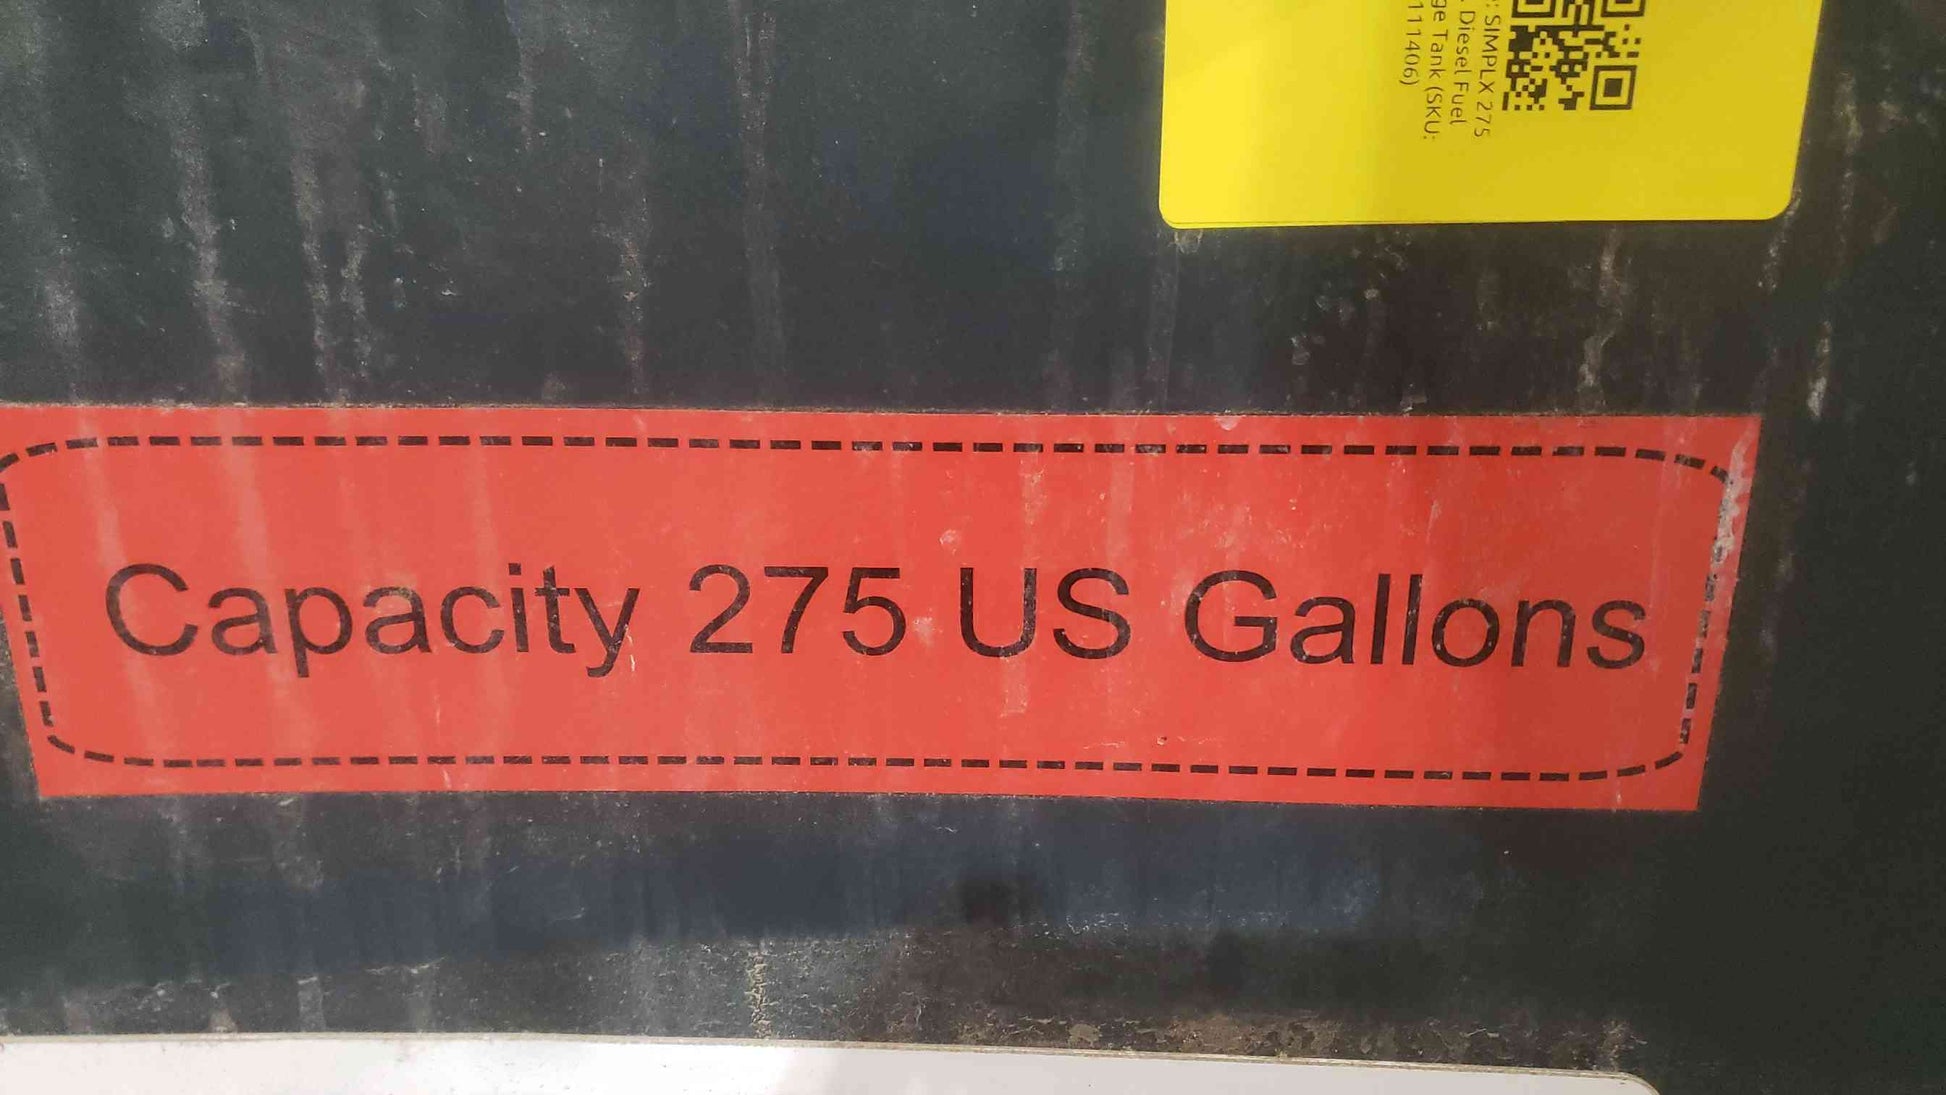 : SIMPLX 275
. Diesel Fuel
ge Tank (SKU:
111406)
Capacity 275 US Gallons